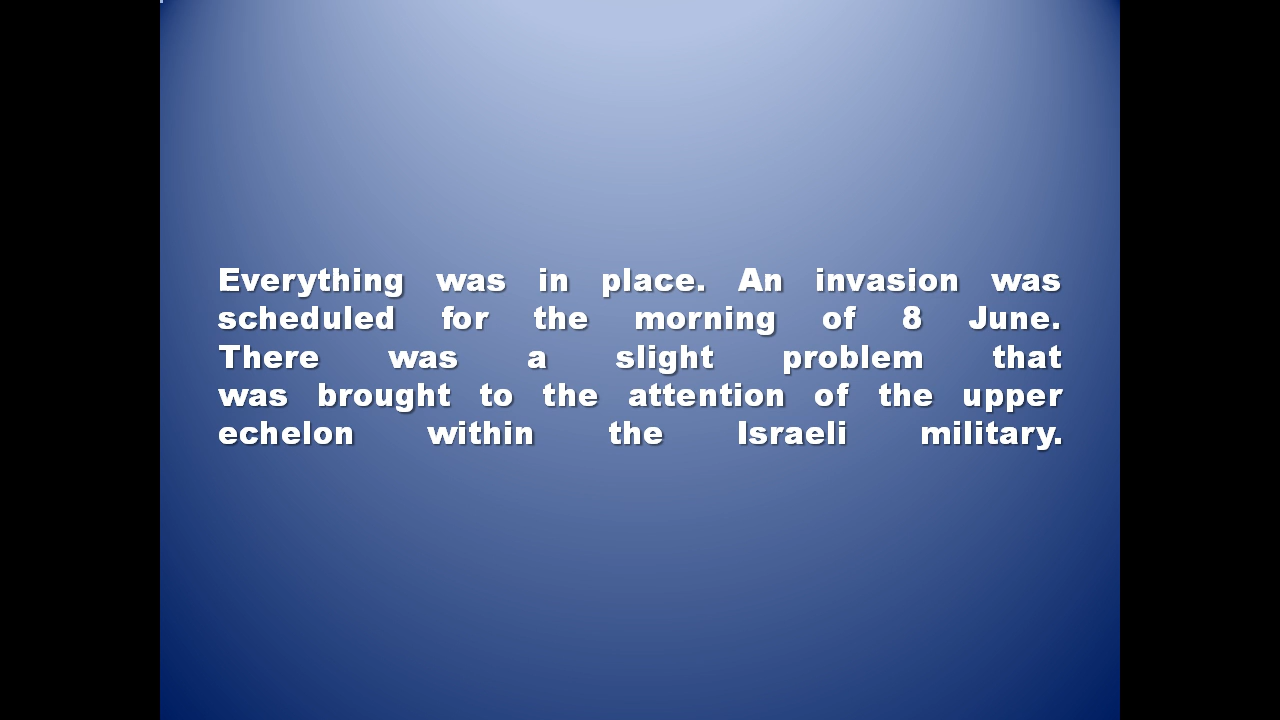 Everything was in place. An invasion was
scheduled for the morning of 8 June.
There was a slight problem that
was brought to the attention of the upper
echelon within the Israeli military.